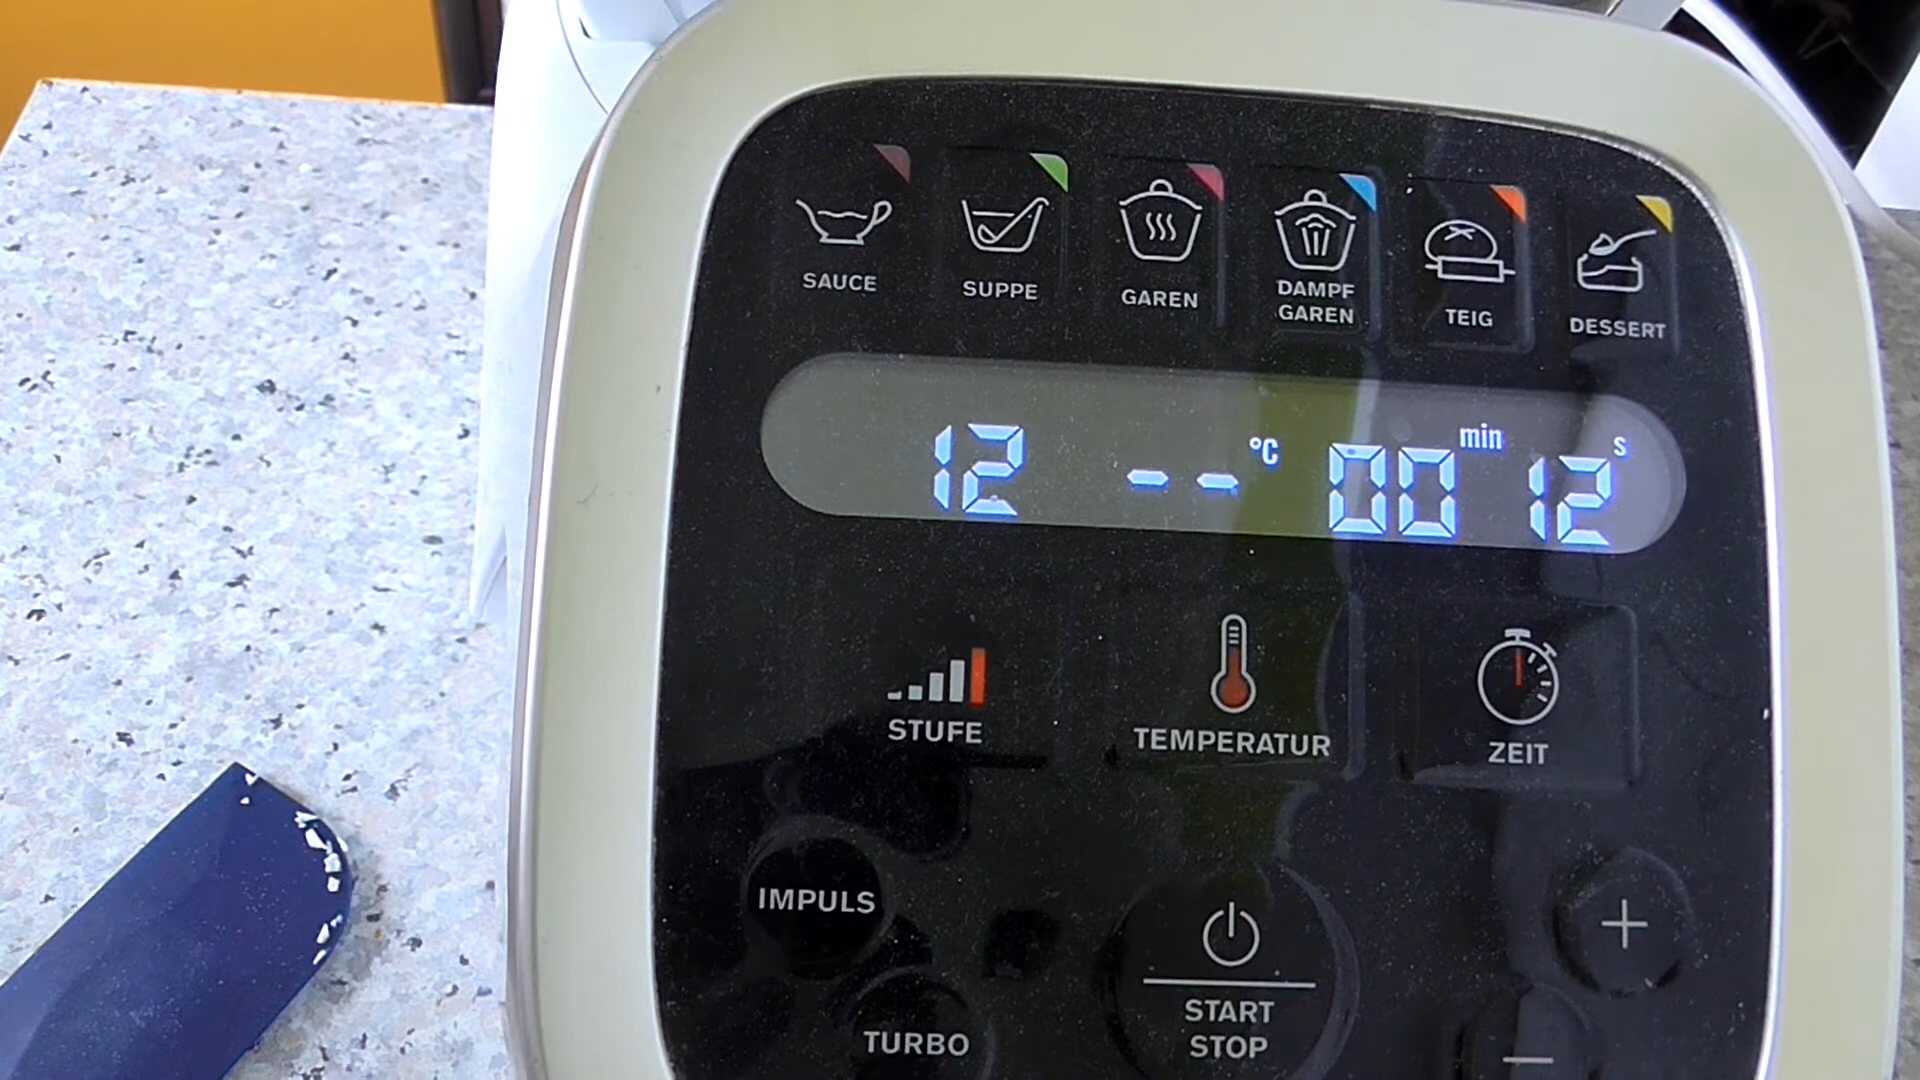 SAUCE
SUPPE
GAREN
DAMPF
GAREN
TEIG
DESSERT
12 -- °C 00 min 12 s
STUFE
TEMPERATUR
ZEIT
IMPULS
TURBO
START
STOP